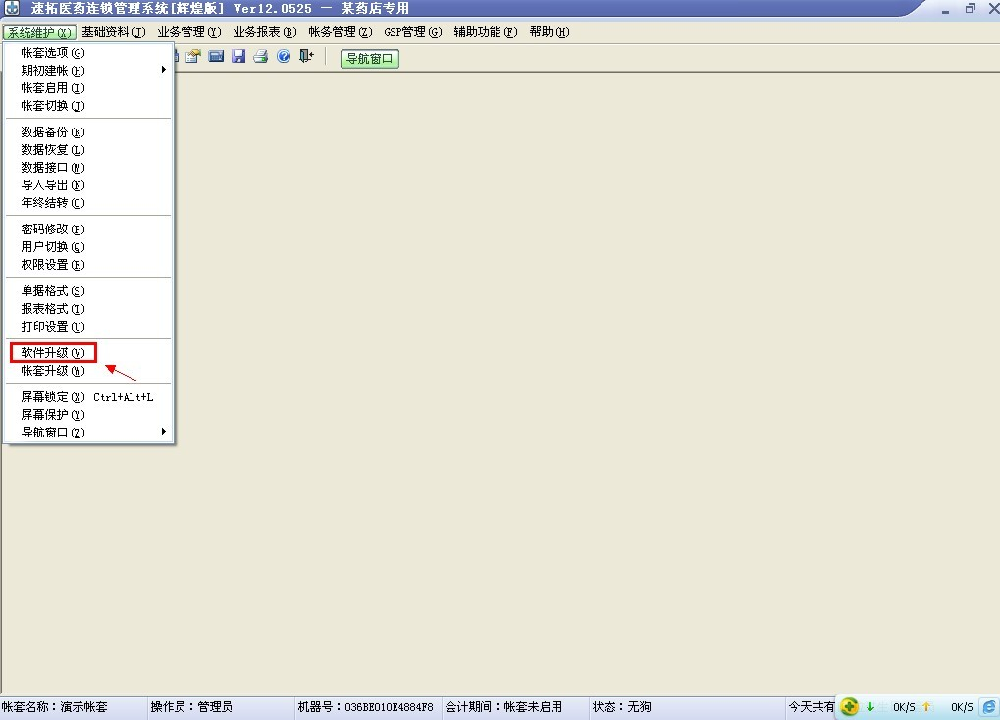 速拓医药连锁管理系统[辉煌版] Ver12.0525 — 某药店专用
系统维护(X) 基础资料(J) 业务管理(Y) 业务报表(B) 帐务管理(Z) GSP管理(G) 辅助功能(F) 帮助(H)
导航窗口
帐套选项(G)
期初建帐(H)
帐套启用(I)
帐套切换(J)
数据备份(K)
数据恢复(L)
数据接口(M)
导入导出(N)
年终结转(O)
密码修改(P)
用户切换(Q)
权限设置(R)
单据格式(S)
报表格式(T)
打印设置(U)
软件升级(V)
帐套升级(W)
屏幕锁定(X) Ctrl+Alt+L
屏幕保护(Y)
导航窗口(Z)
帐套名称：演示帐套 操作员：管理员 机器号：036BE010E4884F8 会计期间：帐套未启用 状态：无狗 今天共有 0K/S 0K/S